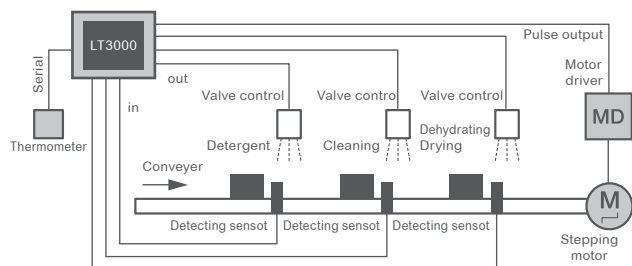 LT3000
Pulse output
Motor
driver
MD
Serial
out
in
Thermometer
Valve control
Valve control
Valve control
Detergent
Cleaning
Dehydrating
Drying
Conveyer
M
Detecting sensot
Detecting sensot
Detecting sensot
Stepping
motor